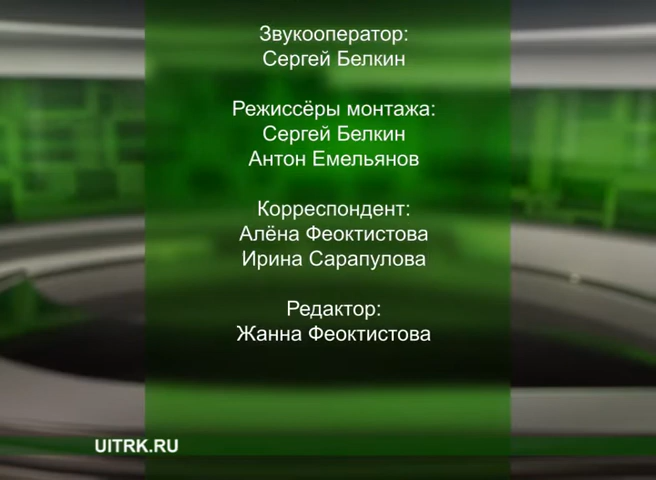 Звукооператор:
Сергей Белкин
Режиссёры монтажа:
Сергей Белкин
Антон Емельянов
Корреспондент:
Алёна Феоктистова
Ирина Сарапулова
Редактор:
Жанна Феоктистова
UITRK.RU